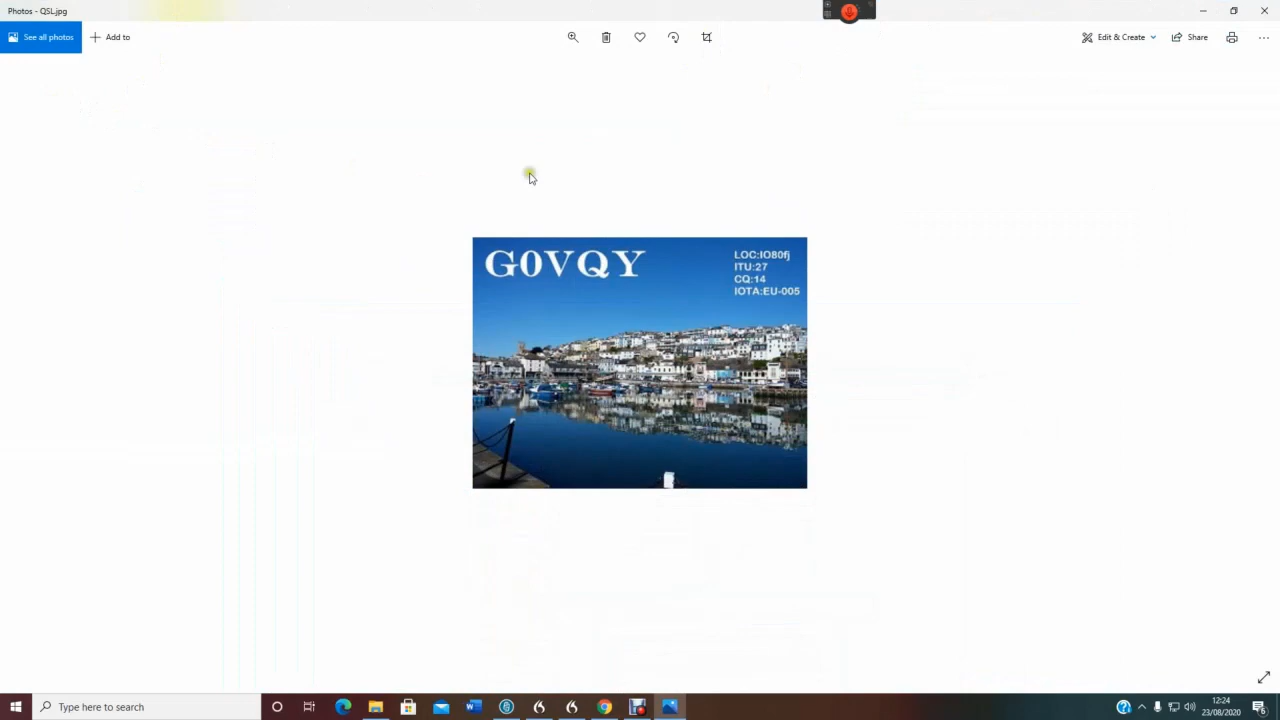 Photos - QSL.jpg
See all photos
Add to
Edit & Create
Share
G0VQY
LOC:IO80fj
ITU:27
CQ:14
IOTA:EU-005
Type here to search
12:24
23/08/2020